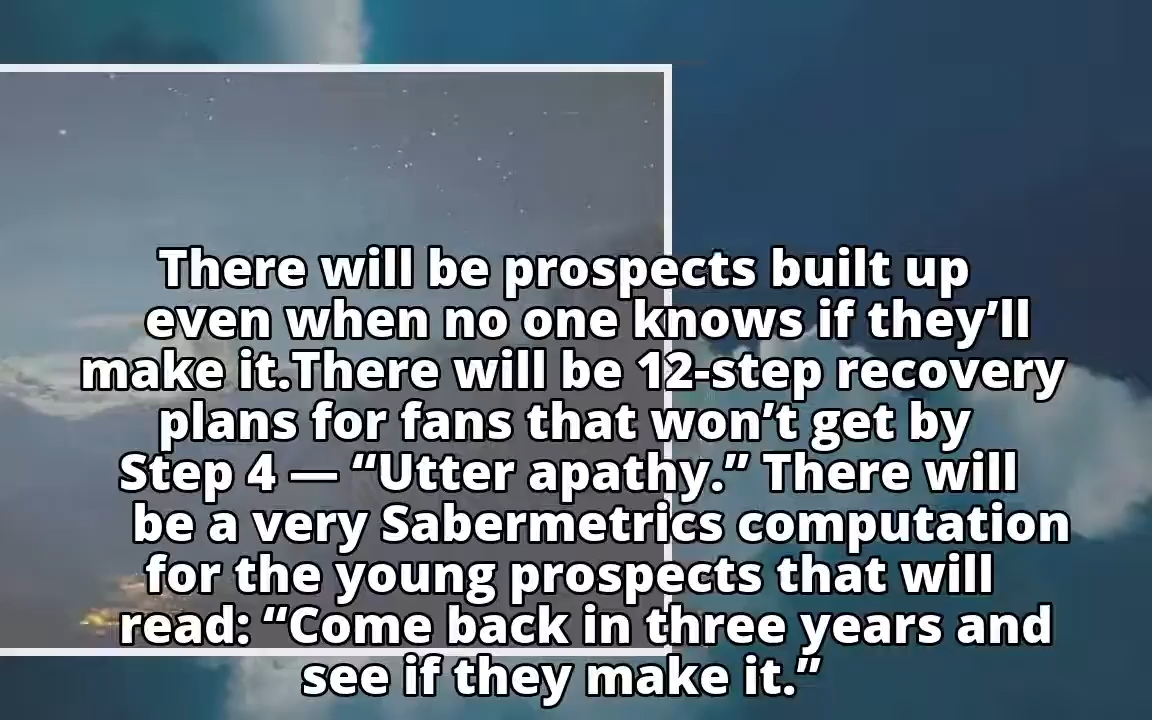 There will be prospects built up
even when no one knows if they’ll
make it.There will be 12-step recovery
plans for fans that won’t get by
Step 4 — “Utter apathy.” There will
be a very Sabermetrics computation
for the young prospects that will
read: “Come back in three years and
see if they make it.”